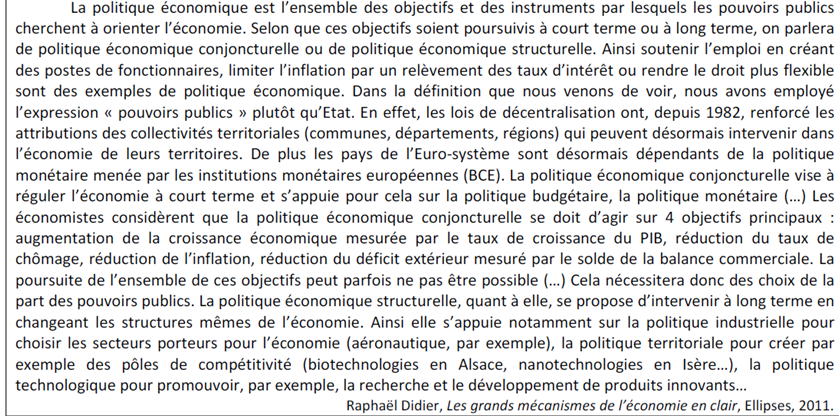 La politique économique est l'ensemble des objectifs et des instruments par lesquels les pouvoirs publics
cherchent à orienter l'économie. Selon que ces objectifs soient poursuivis à court terme ou à long terme, on parlera
de politique économique conjoncturelle ou de politique économique structurelle. Ainsi soutenir l'emploi en créant
des postes de fonctionnaires, limiter l'inflation par un relèvement des taux d'intérêt ou rendre le droit plus flexible
sont des exemples de politique économique. Dans la définition que nous venons de voir, nous avons employé
l'expression « pouvoirs publics » plutôt qu'Etat. En effet, les lois de décentralisation ont, depuis 1982, renforcé les
attributions des collectivités territoriales (communes, départements, régions) qui peuvent désormais intervenir dans
l'économie de leurs territoires. De plus les pays de l'Euro-système sont désormais dépendants de la politique
monétaire menée par les institutions monétaires européennes (BCE). La politique économique conjoncturelle vise à
réguler l'économie à court terme et s'appuie pour cela sur la politique budgétaire, la politique monétaire (…) Les
économistes considèrent que la politique économique conjoncturelle se doit d'agir sur 4 objectifs principaux :
augmentation de la croissance économique mesurée par le taux de croissance du PIB, réduction du taux de
chômage, réduction de l'inflation, réduction du déficit extérieur mesuré par le solde de la balance commerciale. La
poursuite de l'ensemble de ces objectifs peut parfois ne pas être possible (…) Cela nécessitera donc des choix de la
part des pouvoirs publics. La politique économique structurelle, quant à elle, se propose d'intervenir à long terme en
changeant les structures mêmes de l'économie. Ainsi elle s'appuie notamment sur la politique industrielle pour
choisir les secteurs porteurs pour l'économie (aéronautique, par exemple), la politique territoriale pour créer par
exemple des pôles de compétitivité (biotechnologies en Alsace, nanotechnologies en Isère…), la politique
technologique pour promouvoir, par exemple, la recherche et le développement de produits innovants…
Raphaël Didier, Les grands mécanismes de l'économie en clair, Ellipses, 2011.